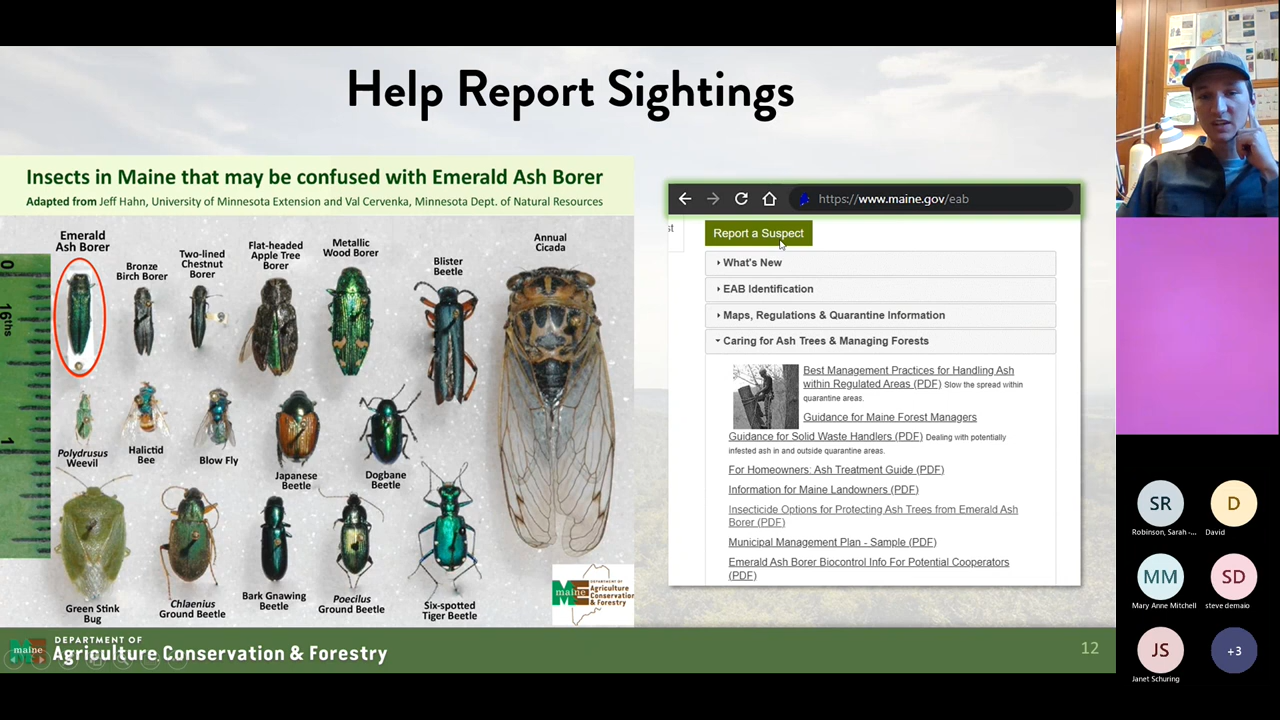 Help Report Sightings
Insects in Maine that may be confused with Emerald Ash Borer
Adapted from Jeff Hahn, University of Minnesota Extension and Val Cervenka, Minnesota Dept. of Natural Resources
Emerald
Ash Borer
Bronze
Birch Borer
Two-lined
Chestnut
Borer
Flat-headed
Apple Tree
Borer
Metallic
Wood Borer
Blister
Beetle
Annual
Cicada
0
16ths
1
Polydrusus
Weevil
Halictid
Bee
Blow Fly
Japanese
Beetle
Dogbane
Beetle
Green Stink
Bug
Chlaenius
Ground Beetle
Bark Gnawing
Beetle
Poecilus
Ground Beetle
Six-spotted
Tiger Beetle
maine
DEPARTMENT OF
Agriculture
Conservation
& Forestry
https://www.maine.gov/eab
st
Report a Suspect
What's New
EAB Identification
Maps, Regulations & Quarantine Information
Caring for Ash Trees & Managing Forests
Best Management Practices for Handling Ash
within Regulated Areas (PDF) Slow the spread within
quarantine areas.
Guidance for Maine Forest Managers
Guidance for Solid Waste Handlers (PDF) Dealing with potentially
infested ash in and outside quarantine areas.
For Homeowners: Ash Treatment Guide (PDF)
Information for Maine Landowners (PDF)
Insecticide Options for Protecting Ash Trees from Emerald Ash
Borer (PDF)
Municipal Management Plan - Sample (PDF)
Emerald Ash Borer Biocontrol Info For Potential Cooperators
(PDF)
maine
DEPARTMENT OF
Agriculture Conservation & Forestry
12
SR
Robinson, Sarah -...
D
David
MM
Mary Anne Mitchell
SD
steve demaio
JS
Janet Schuring
+3